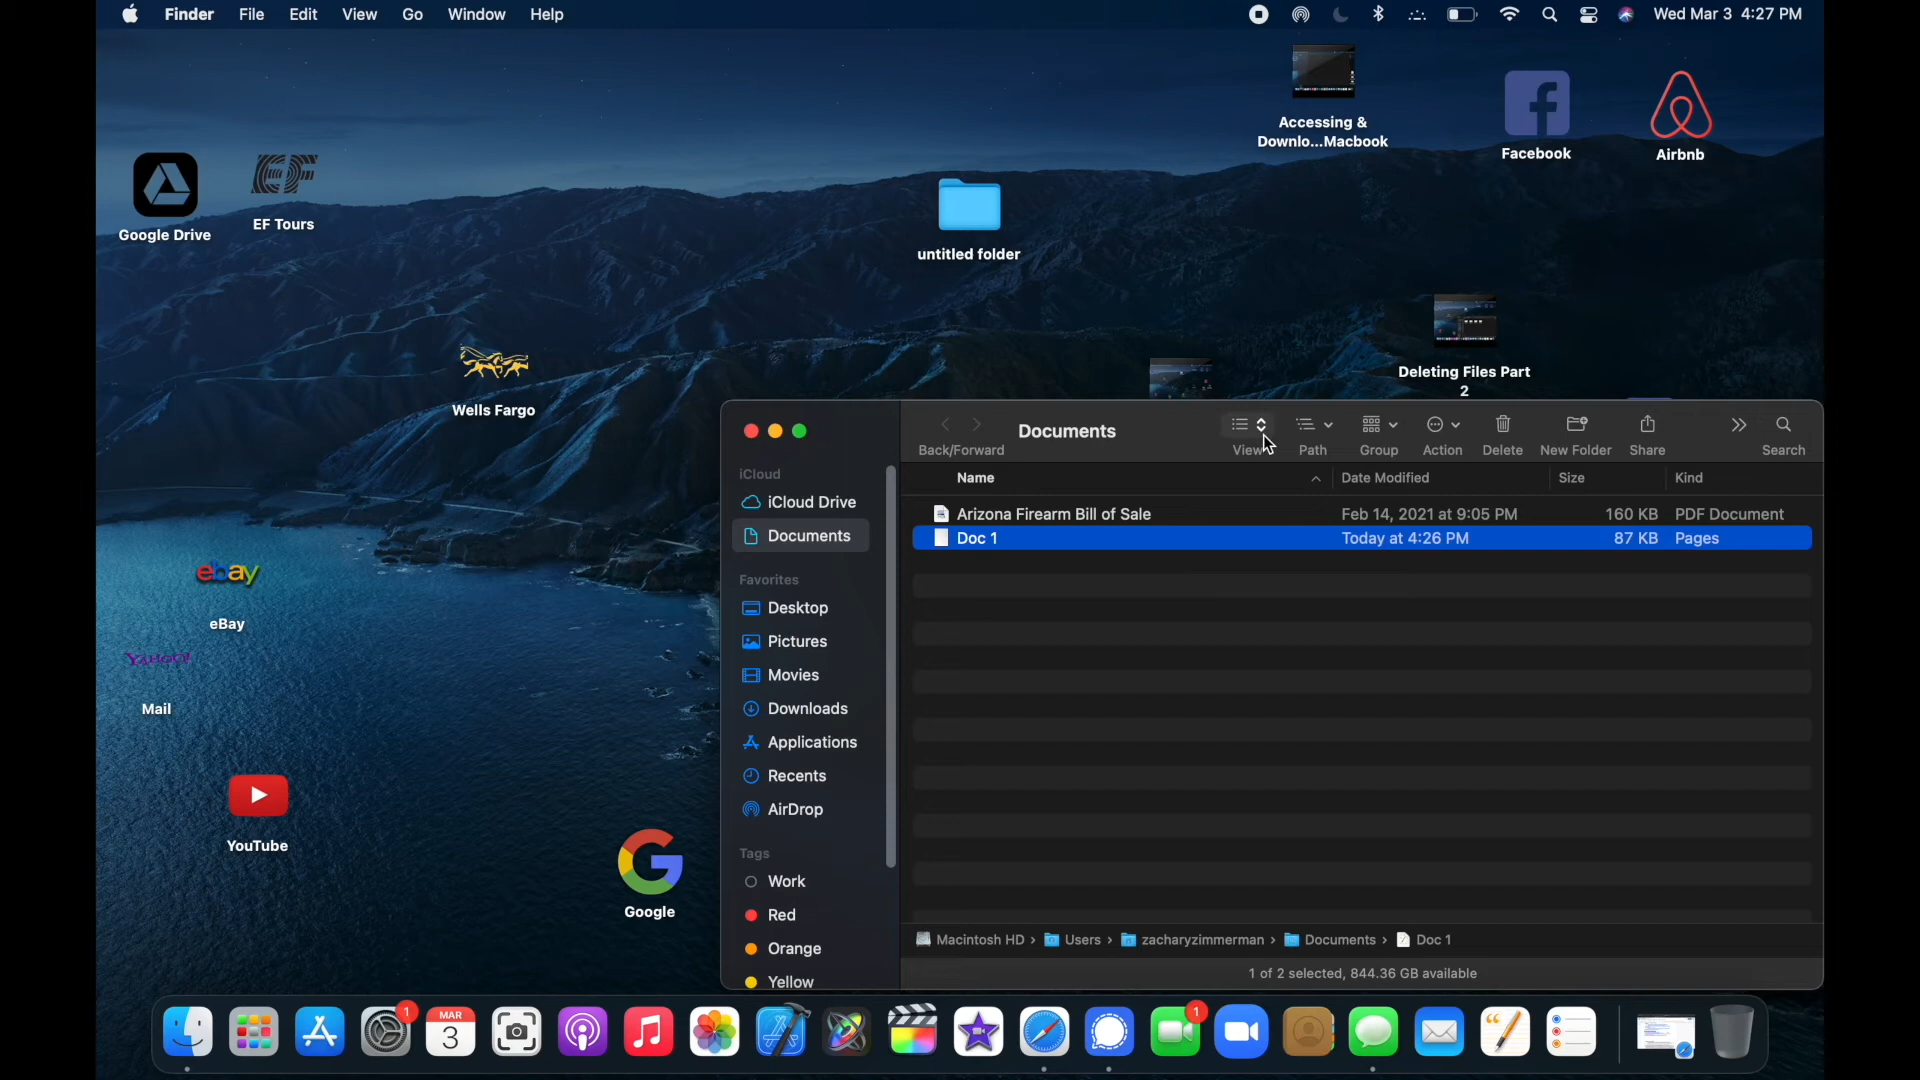 Finder File Edit View Go Window Help Wed Mar 3 4:27 PM
Accessing &
Downlo...Macbook
Facebook
Airbnb
EF
Google Drive
EF Tours
untitled folder
Deleting Files Part
2
Wells Fargo
Documents
Back/Forward View Path Group Action Delete New Folder Share Search
iCloud
iCloud Drive
Documents
Favorites
Desktop
Pictures
Movies
Downloads
Applications
Recents
AirDrop
Tags
Work
Red
Orange
Yellow
Name Date Modified Size Kind
Arizona Firearm Bill of Sale Feb 14, 2021 at 9:05 PM 160 KB PDF Document
Doc 1 Today at 4:26 PM 87 KB Pages
ebay
eBay
YAHOO!
Mail
YouTube
Google
Macintosh HD › Users › zacharyzimmerman › Documents › Doc 1
1 of 2 selected, 844.36 GB available
1
MAR
3
1